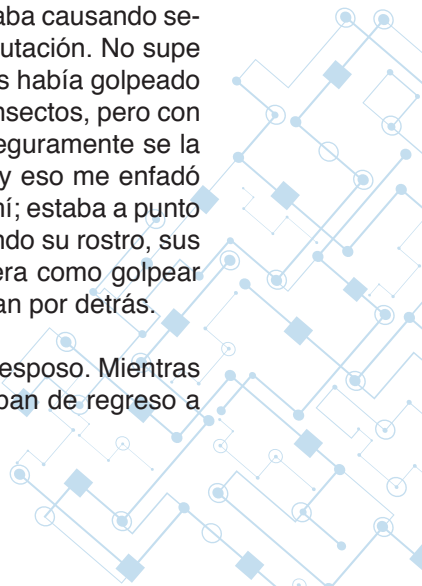 aba causando se-
utación. No supe
s había golpeado
nsectos, pero con
eguramente se la
y eso me enfadó
ní; estaba a punto
ndo su rostro, sus
era como golpear
an por detrás.
esposo. Mientras
ban de regreso a